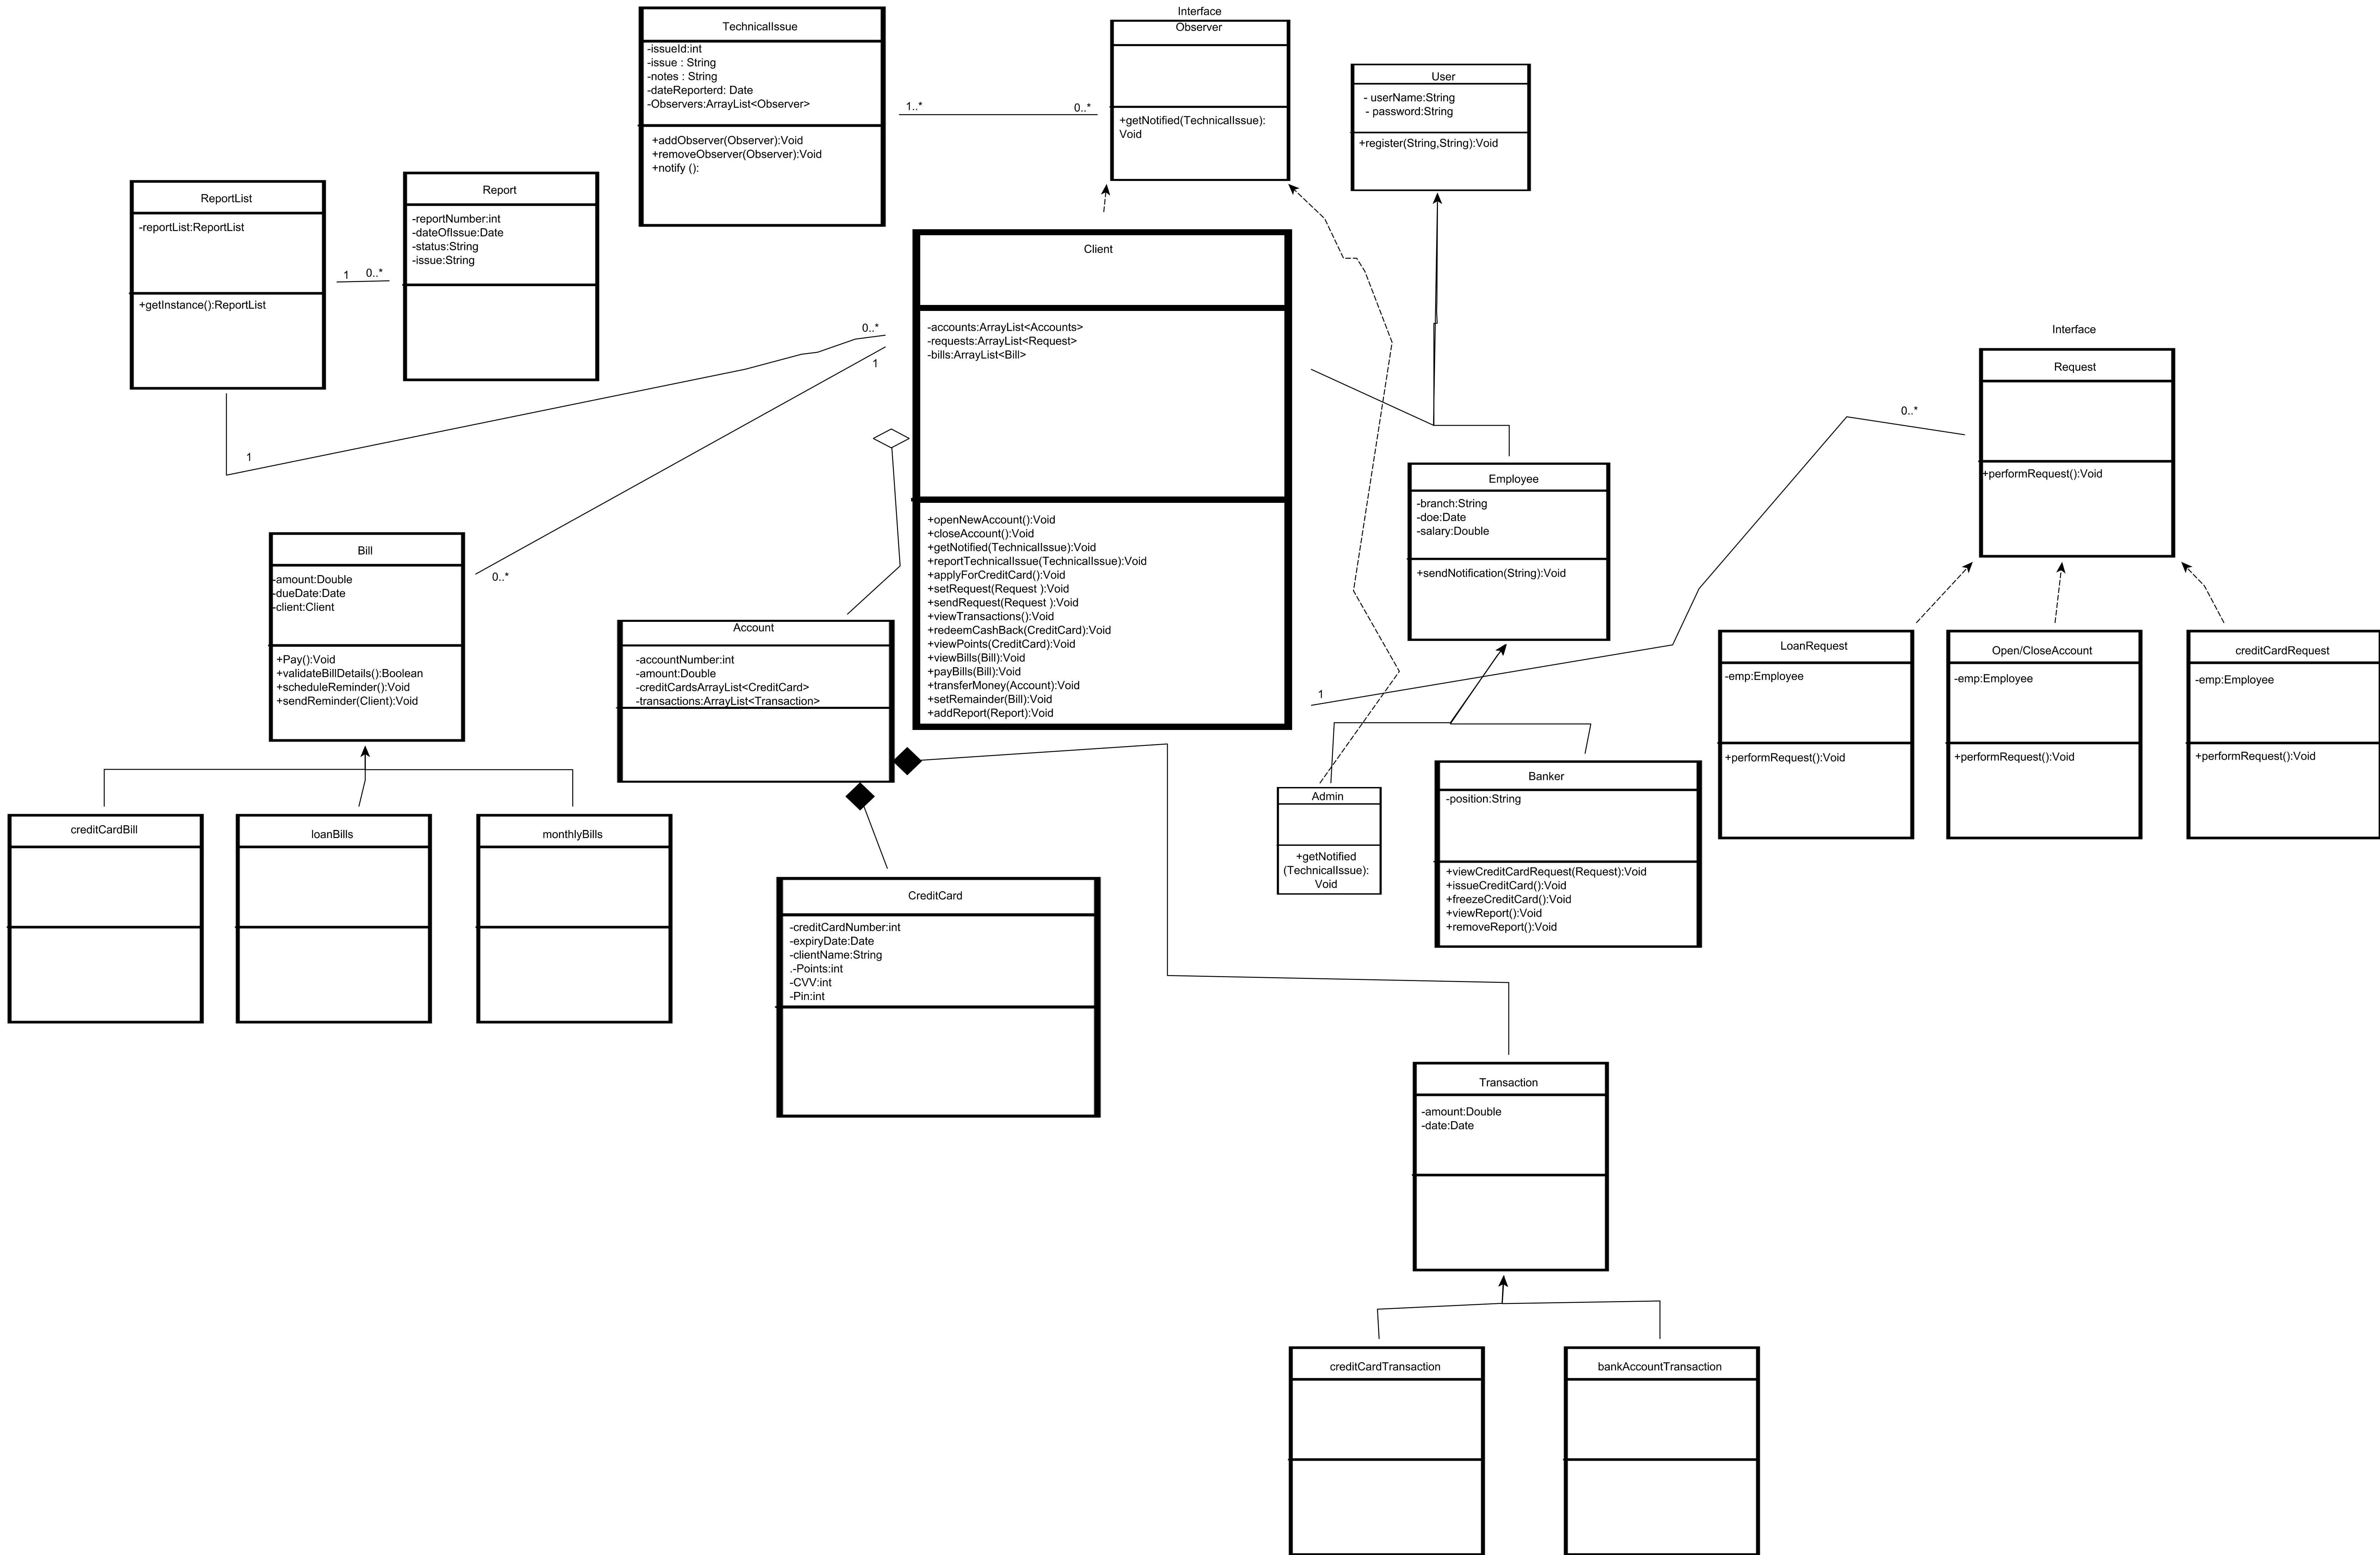 TechnicalIssue
-issueId:int
-issue : String
-notes : String
-dateReporterd: Date
-Observers:ArrayList<Observer>
+addObserver(Observer):Void
+removeObserver(Observer):Void
+notify ():
1..*
0..*
Interface
Observer
+getNotified(TechnicalIssue):
Void
User
- userName:String
- password:String
+register(String,String):Void
ReportList
-reportList:ReportList
+getInstance():ReportList
1
0..*
Report
-reportNumber:int
-dateOfIssue:Date
-status:String
-issue:String
0..*
1
1
0..*
Client
-accounts:ArrayList<Accounts>
-requests:ArrayList<Request>
-bills:ArrayList<Bill>
+openNewAccount():Void
+closeAccount():Void
+getNotified(TechnicalIssue):Void
+reportTechnicalIssue(TechnicalIssue):Void
+applyForCreditCard():Void
+setRequest(Request ):Void
+sendRequest(Request ):Void
+viewTransactions():Void
+redeemCashBack(CreditCard):Void
+viewPoints(CreditCard):Void
+viewBills(Bill):Void
+payBills(Bill):Void
+transferMoney(Account):Void
+setRemainder(Bill):Void
+addReport(Report):Void
Interface
Request
+performRequest():Void
0..*
1
Employee
-branch:String
-doe:Date
-salary:Double
+sendNotification(String):Void
Bill
-amount:Double
-dueDate:Date
-client:Client
+Pay():Void
+validateBillDetails():Boolean
+scheduleReminder():Void
+sendReminder(Client):Void
Account
-accountNumber:int
-amount:Double
-creditCardsArrayList<CreditCard>
-transactions:ArrayList<Transaction>
LoanRequest
-emp:Employee
+performRequest():Void
Open/CloseAccount
-emp:Employee
+performRequest():Void
creditCardRequest
-emp:Employee
+performRequest():Void
Admin
+getNotified
(TechnicalIssue):
Void
Banker
-position:String
+viewCreditCardRequest(Request):Void
+issueCreditCard():Void
+freezeCreditCard():Void
+viewReport():Void
+removeReport():Void
creditCardBill
loanBills
monthlyBills
CreditCard
-creditCardNumber:int
-expiryDate:Date
-clientName:String
.-Points:int
-CVV:int
-Pin:int
Transaction
-amount:Double
-date:Date
creditCardTransaction
bankAccountTransaction